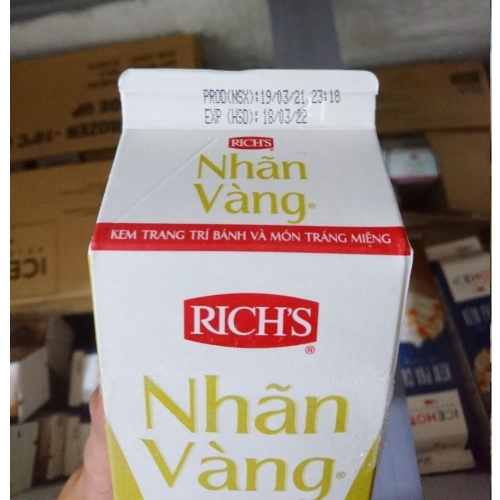 PROD(NSX):19/03/21 23:18
EXP (HSD): 18/03/22
RICH'S
Nhãn
Vàng®
KEM TRANG TRÍ BÁNH VÀ MÓN TRÁNG MIỆNG
RICH'S®
Nhãn
Vàng®